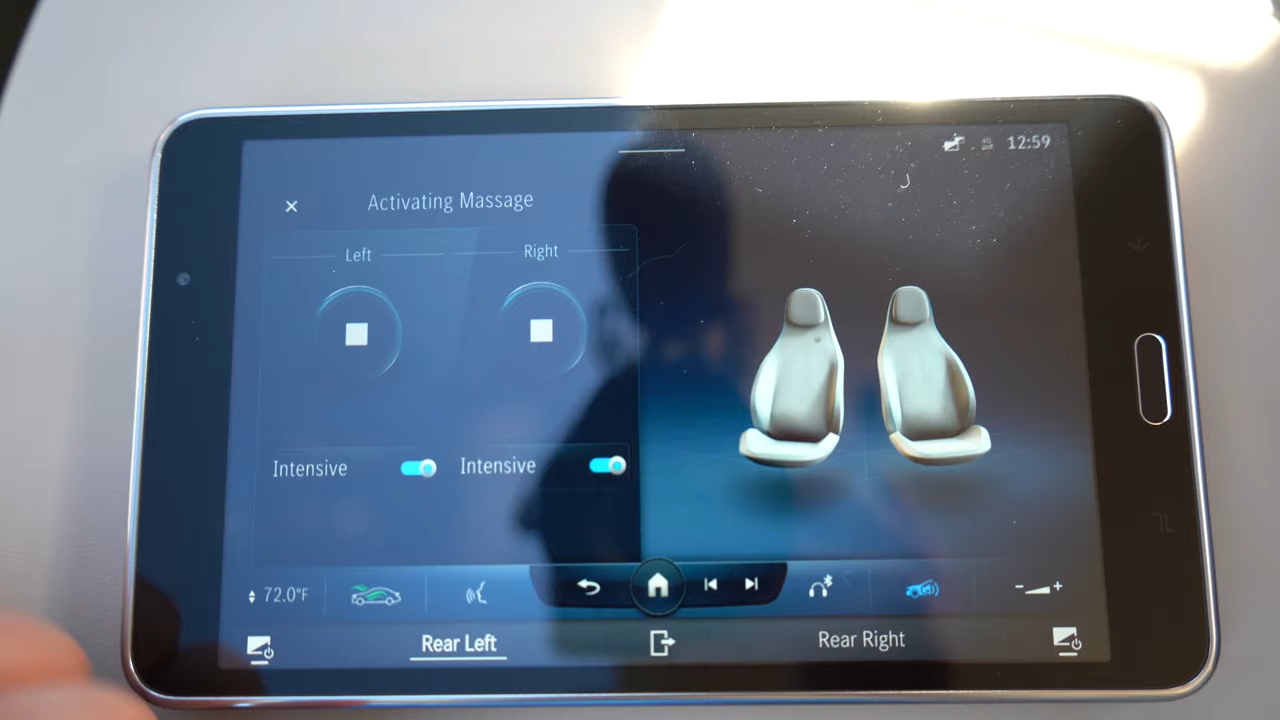 12:59
Activating Massage
Left
Right
Intensive
Intensive
72.0°F
Rear Left
Rear Right